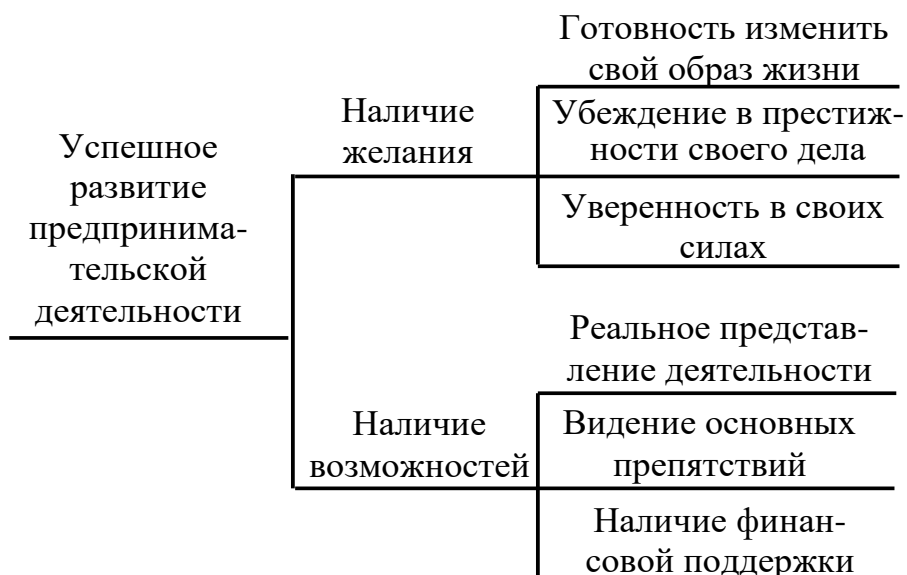 Успешное
развитие
предпринима-
тельской
деятельности
Наличие
желания
Готовность изменить
свой образ жизни
Убеждение в престиж-
ности своего дела
Уверенность в своих
силах
Наличие
возможностей
Реальное представ-
ление деятельности
Видение основных
препятствий
Наличие финан-
совой поддержки